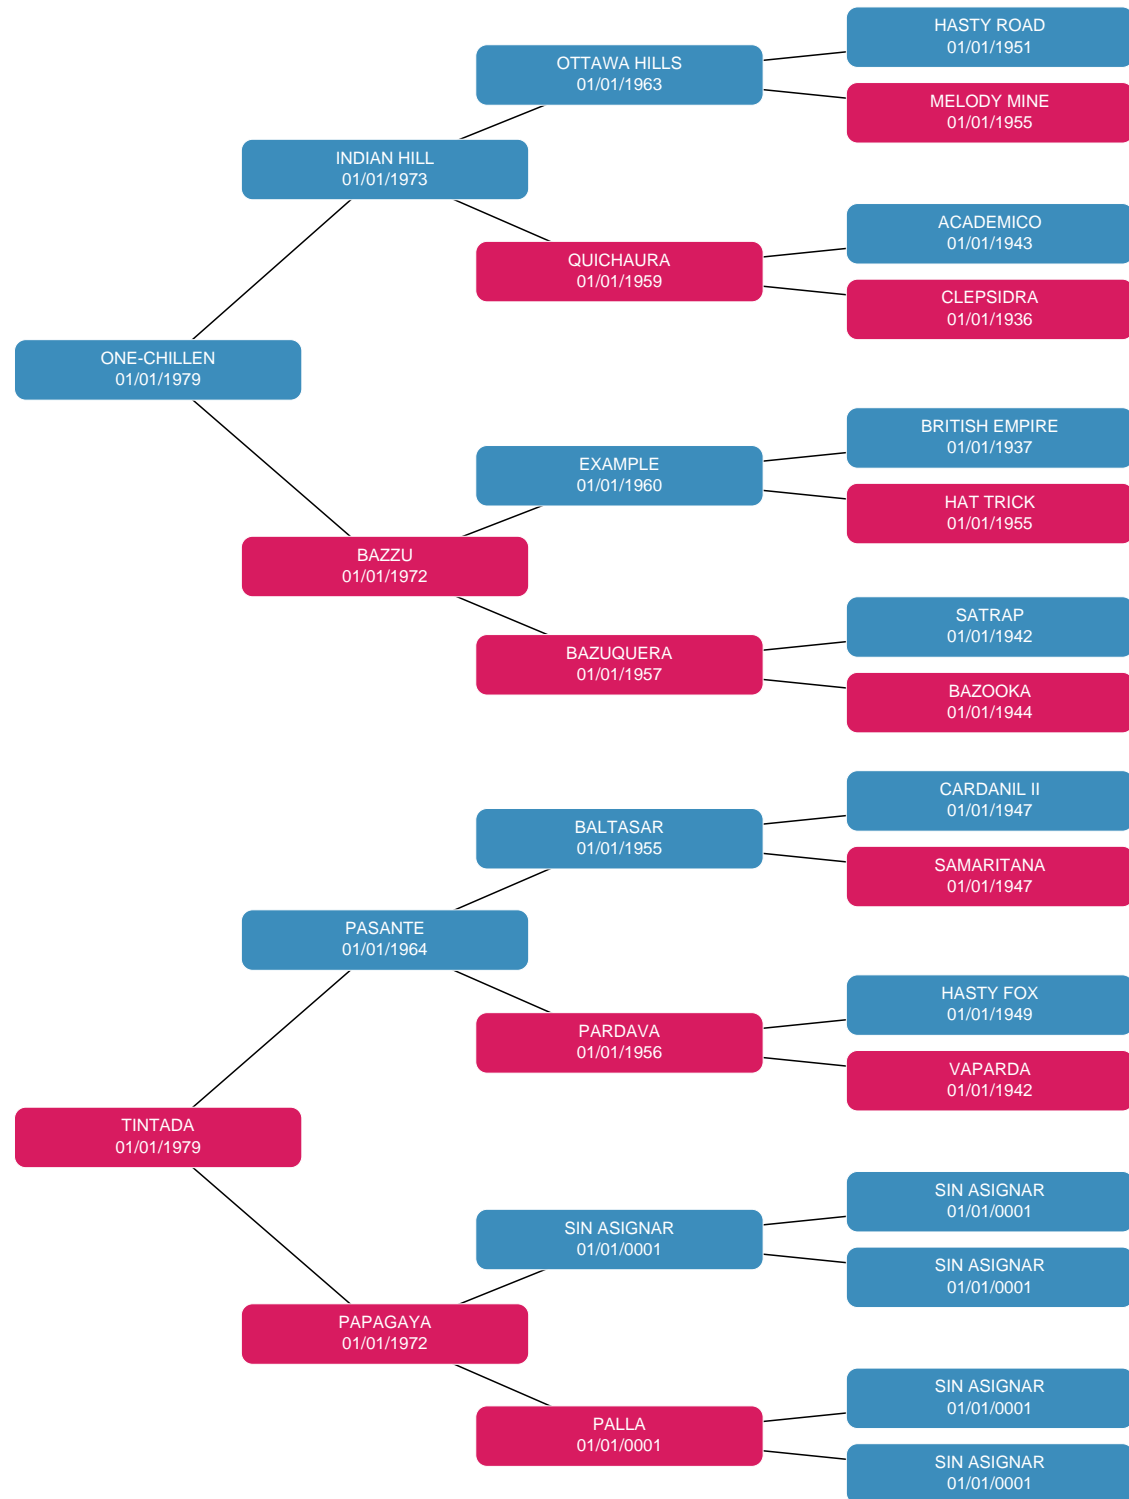 HASTY ROAD
01/01/1951
OTTAWA HILLS
01/01/1963
MELODY MINE
01/01/1955
INDIAN HILL
01/01/1973
ACADEMICO
01/01/1943
QUICHAURA
01/01/1959
CLEPSIDRA
01/01/1936
ONE-CHILLEN
01/01/1979
BRITISH EMPIRE
01/01/1937
EXAMPLE
01/01/1960
HAT TRICK
01/01/1955
BAZZU
01/01/1972
SATRAP
01/01/1942
BAZUQUERA
01/01/1957
BAZOOKA
01/01/1944
CARDANIL II
01/01/1947
BALTASAR
01/01/1955
SAMARITANA
01/01/1947
PASANTE
01/01/1964
HASTY FOX
01/01/1949
PARDAVA
01/01/1956
VAPARDA
01/01/1942
TINTADA
01/01/1979
SIN ASIGNAR
01/01/0001
SIN ASIGNAR
01/01/0001
SIN ASIGNAR
01/01/0001
PAPAGAYA
01/01/1972
SIN ASIGNAR
01/01/0001
PALLA
01/01/0001
SIN ASIGNAR
01/01/0001